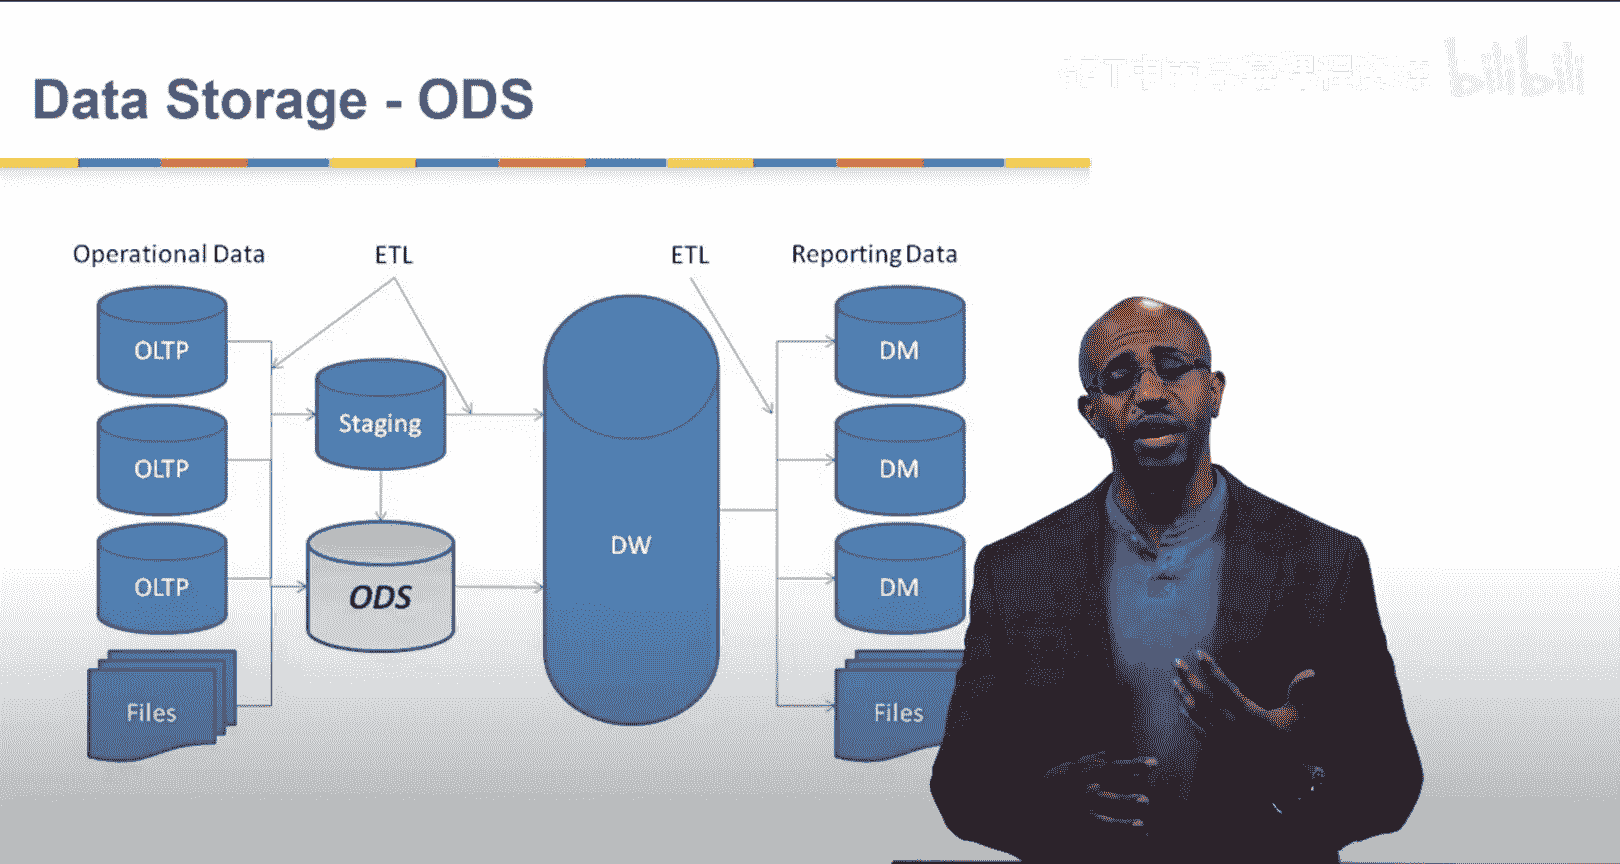 bilibili
Data Storage - ODS
Operational Data
ETL
ETL
Reporting Data
OLTP
Staging
DM
OLTP
DM
DW
OLTP
ODS
DM
Files
Files